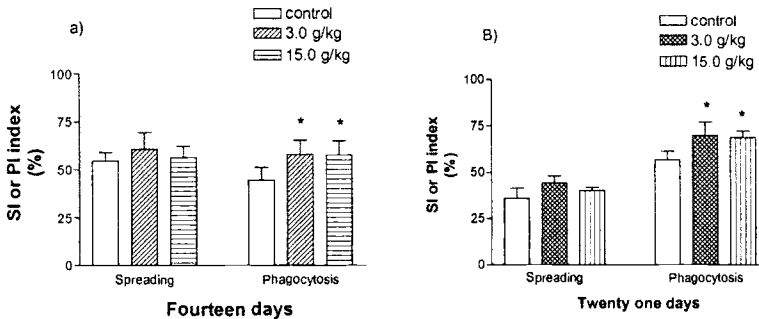 a)
control
3.0 g/kg
15.0 g/kg
100
75
50
25
0
SI or PI index
(%)
* *
Spreading Phagocytosis
Fourteen days
B)
control
3.0 g/kg
15.0 g/kg
100
75
50
25
0
SI or PI index
(%)
* *
Spreading Phagocytosis
Twenty one days